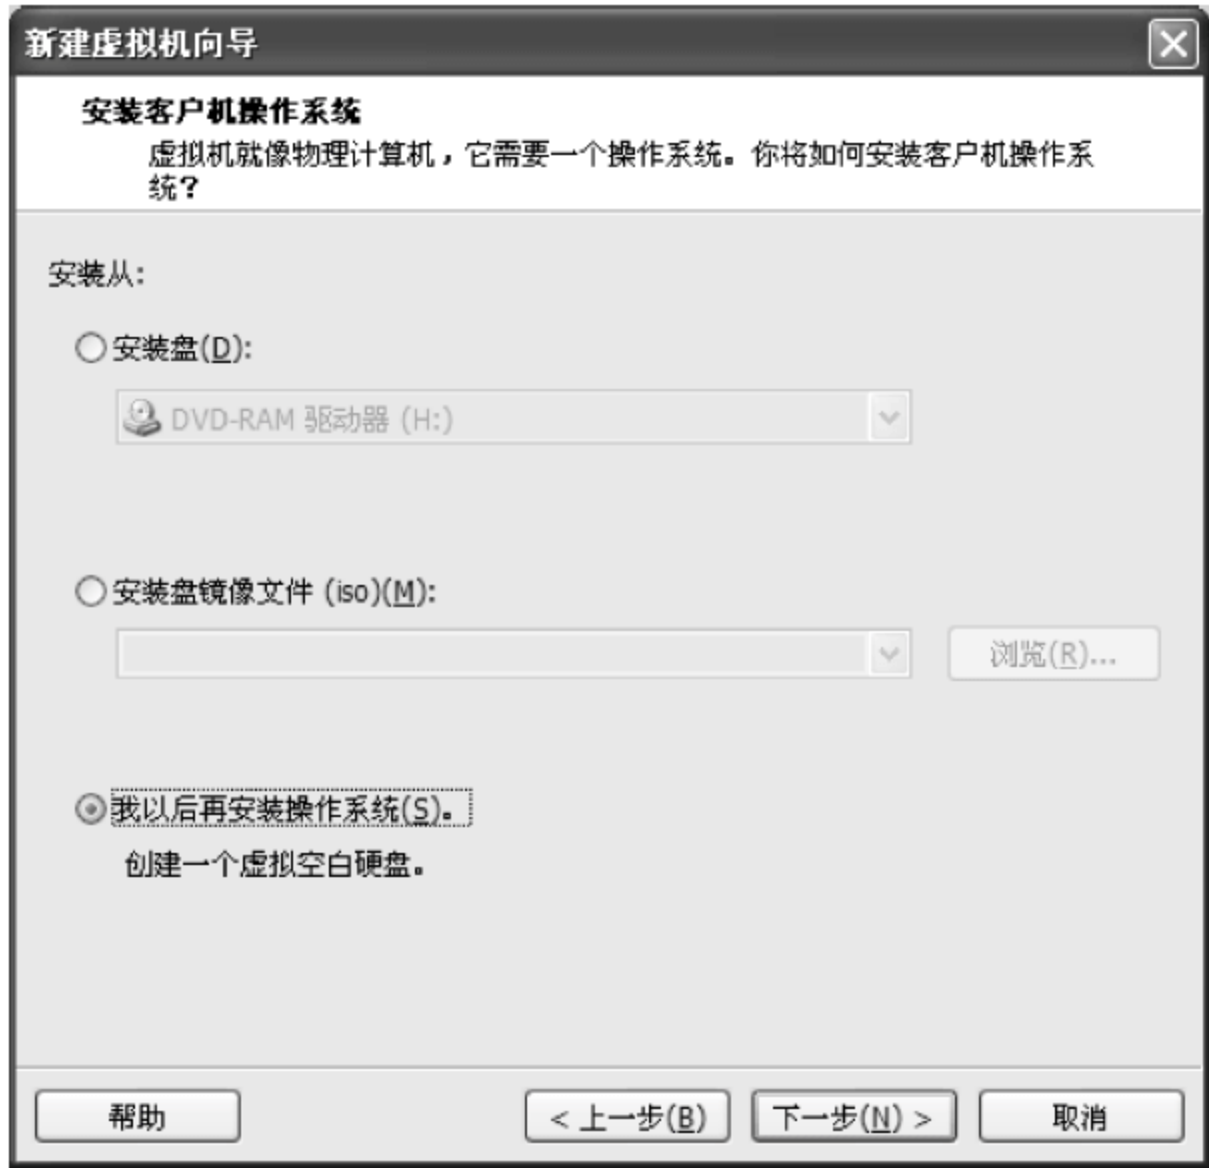 新建虚拟机向导
安装客户机操作系统
虚拟机就像物理计算机，它需要一个操作系统。你将如何安装客户机操作系
统？
安装从:
安装盘(D):
DVD-RAM 驱动器 (H:)
安装盘镜像文件 (iso)(M):
浏览(R)...
我以后再安装操作系统(S)。
创建一个虚拟空白硬盘。
帮助
< 上一步(B)
下一步(N) >
取消